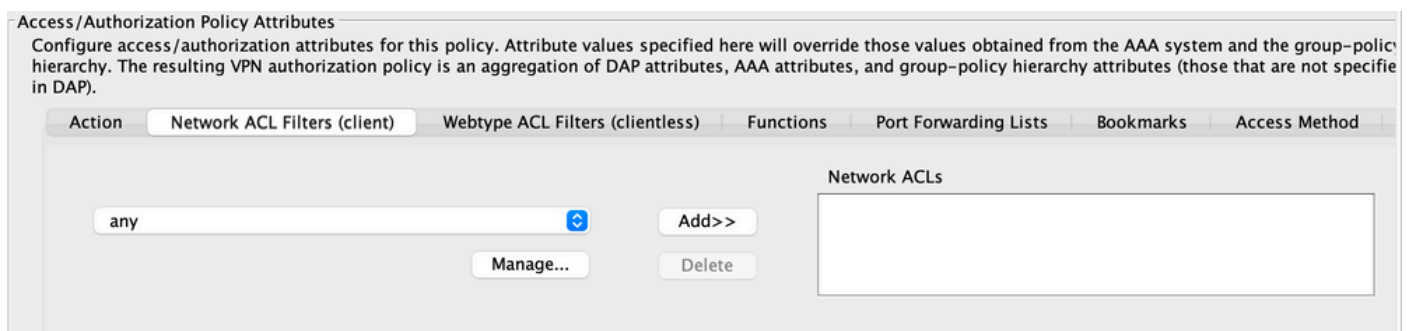 Access/Authorization Policy Attributes
Configure access/authorization attributes for this policy. Attribute values specified here will override those values obtained from the AAA system and the group-policy
hierarchy. The resulting VPN authorization policy is an aggregation of DAP attributes, AAA attributes, and group-policy hierarchy attributes (those that are not specifie
in DAP).
Action Network ACL Filters (client) Webtype ACL Filters (clientless) Functions Port Forwarding Lists Bookmarks Access Method
Network ACLs
any Add>>
Manage... Delete